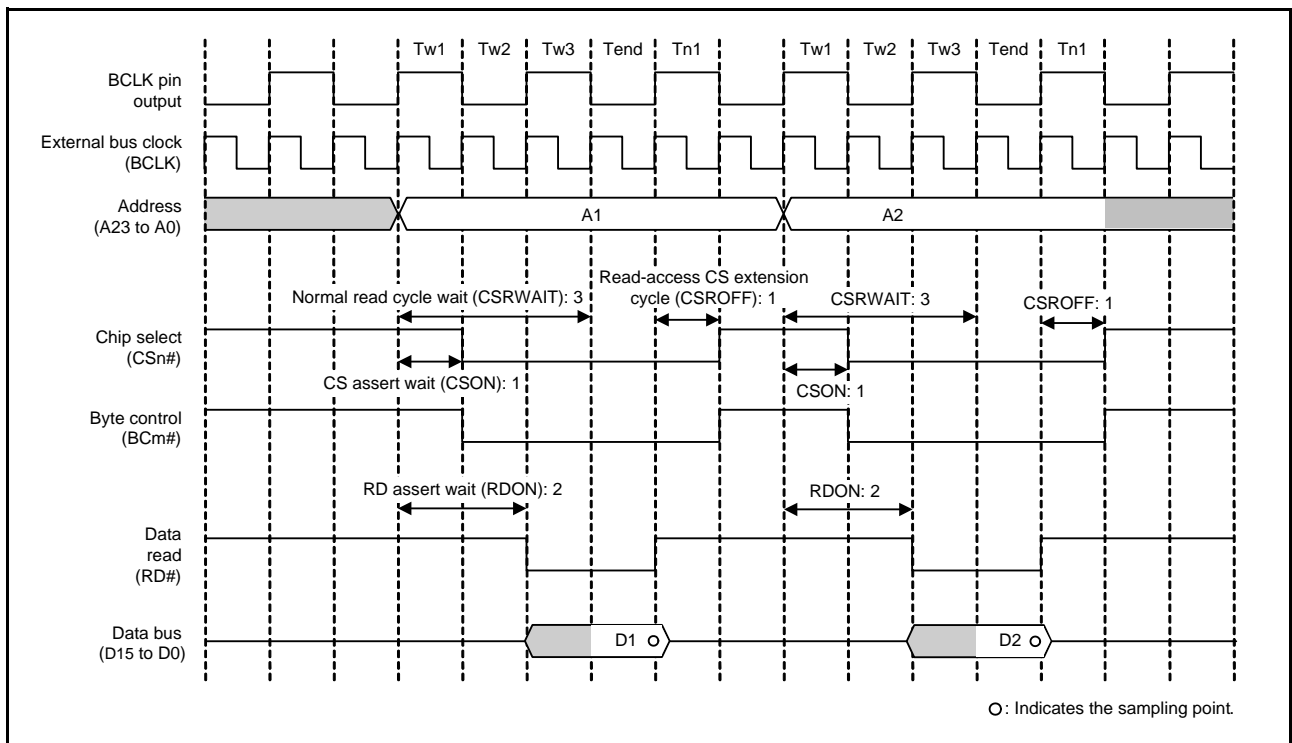 Tw1 Tw2 Tw3 Tend Tn1 Tw1 Tw2 Tw3 Tend Tn1
BCLK pin
output
External bus clock
(BCLK)
Address
(A23 to A0)
A1 A2
Read-access CS extension
cycle (CSROFF): 1
Normal read cycle wait (CSRWAIT): 3
CSRWAIT: 3
CSROFF: 1
Chip select
(CSn#)
CS assert wait (CSON): 1
CSON: 1
Byte control
(BCm#)
RD assert wait (RDON): 2
RDON: 2
Data
read
(RD#)
Data bus
(D15 to D0)
D1 D2
: Indicates the sampling point.